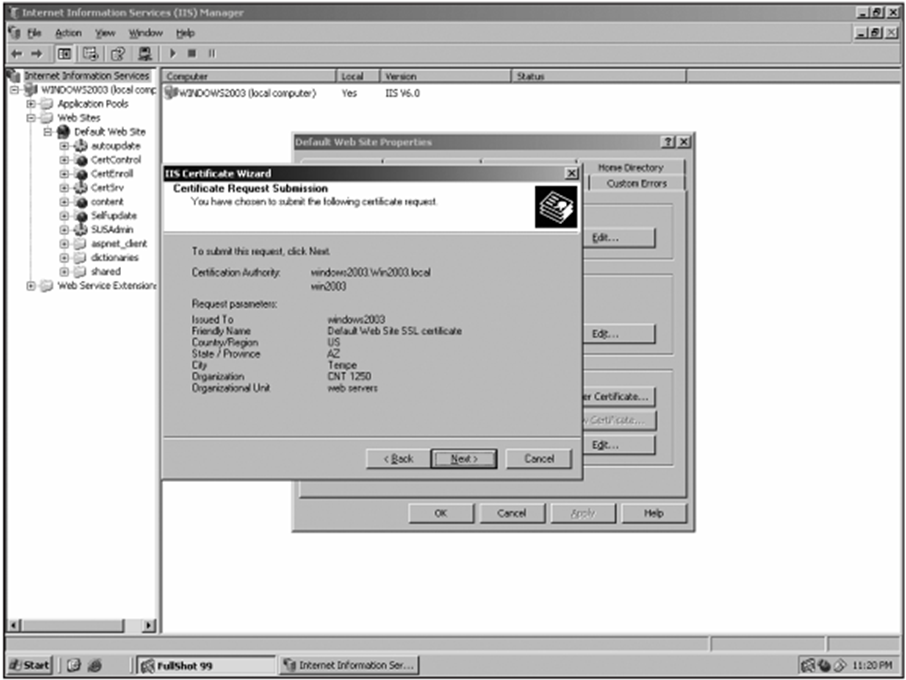 Internet Information Services (IIS) Manager
File Action View Window Help
Internet Information Services
WINDOWS2003 (local comp
Application Pools
Web Sites
Default Web Site
autoupdate
CertControl
CertEnroll
CertSrv
content
Selfupdate
SUSAdmin
aspnet_client
dictionaries
shared
Web Service Extension
Computer Local Version Status
WINDOWS2003 (local computer) Yes IIS V6.0
Default Web Site Properties
Home Directory
Custom Errors
Edit...
Edit...
er Certificate...
w Certificate...
Edit...
OK Cancel Apply Help
IIS Certificate Wizard
Certificate Request Submission
You have chosen to submit the following certificate request.
To submit this request, click Next.
Certification Authority: windows2003.Win2003.local
win2003
Request parameters:
Issued To windows2003
Friendly Name Default Web Site SSL certificate
Country/Region US
State / Province AZ
City Tempe
Organization CNT 1250
Organizational Unit web servers
< Back Next > Cancel
Start FullShot 99 Internet Information Ser... 11:20 PM